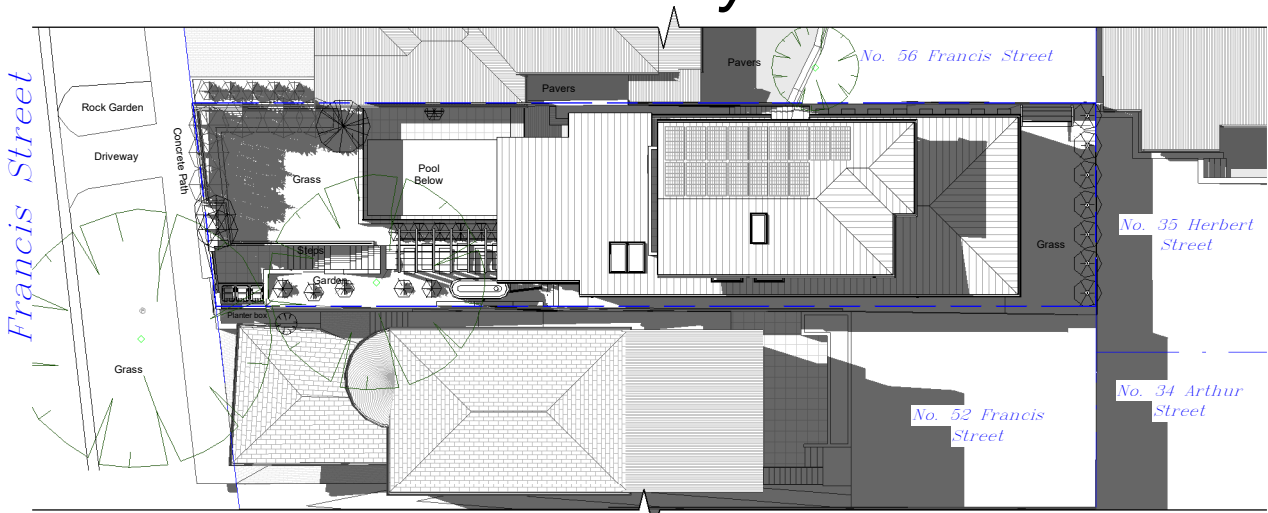 y
No. 56 Francis Street
Pavers
Pavers
Rock Garden
Driveway
Concrete Path
Francis Street
Grass
Pool
Below
Steps
Garden
Planter box
Grass
Grass
No. 35 Herbert
Street
No. 52 Francis
Street
No. 34 Arthur
Street